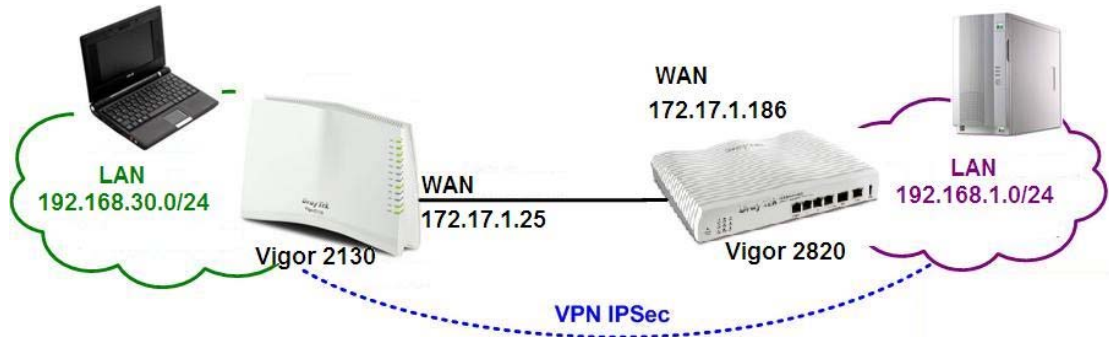 WAN
172.17.1.186
LAN
192.168.30.0/24
WAN
172.17.1.25
LAN
192.168.1.0/24
DrayTek
Vigor 2130
Vigor 2820
VPN IPSec